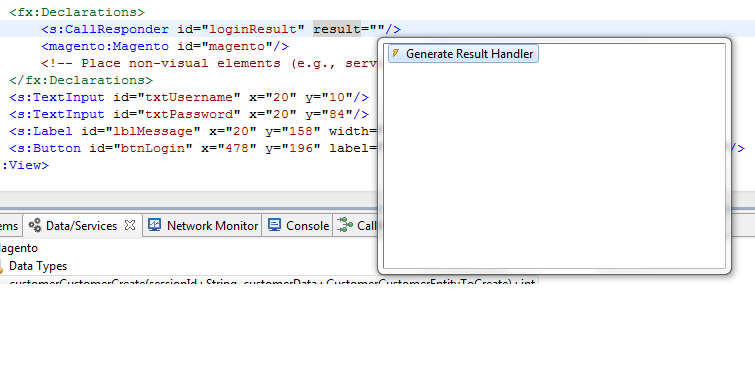 <fx:Declarations>
<s:CallResponder id="loginResult" result=""/>
Generate Result Handler
<magento:Magento id="magento"/>
<!-- Place non-visual elements (e.g., serv
</fx:Declarations>
<s:TextInput id="txtUsername" x="20" y="10"/>
<s:TextInput id="txtPassword" x="20" y="84"/>
<s:Label id="lblMessage" x="20" y="158" width="
<s:Button id="btnLogin" x="478" y="196" label= />
:View>
ems Data/Services Network Monitor Console Call
agento
Data Types
customerCustomerCreate(sessionId: String, customerData: CustomerCustomerEntityToCreate): int